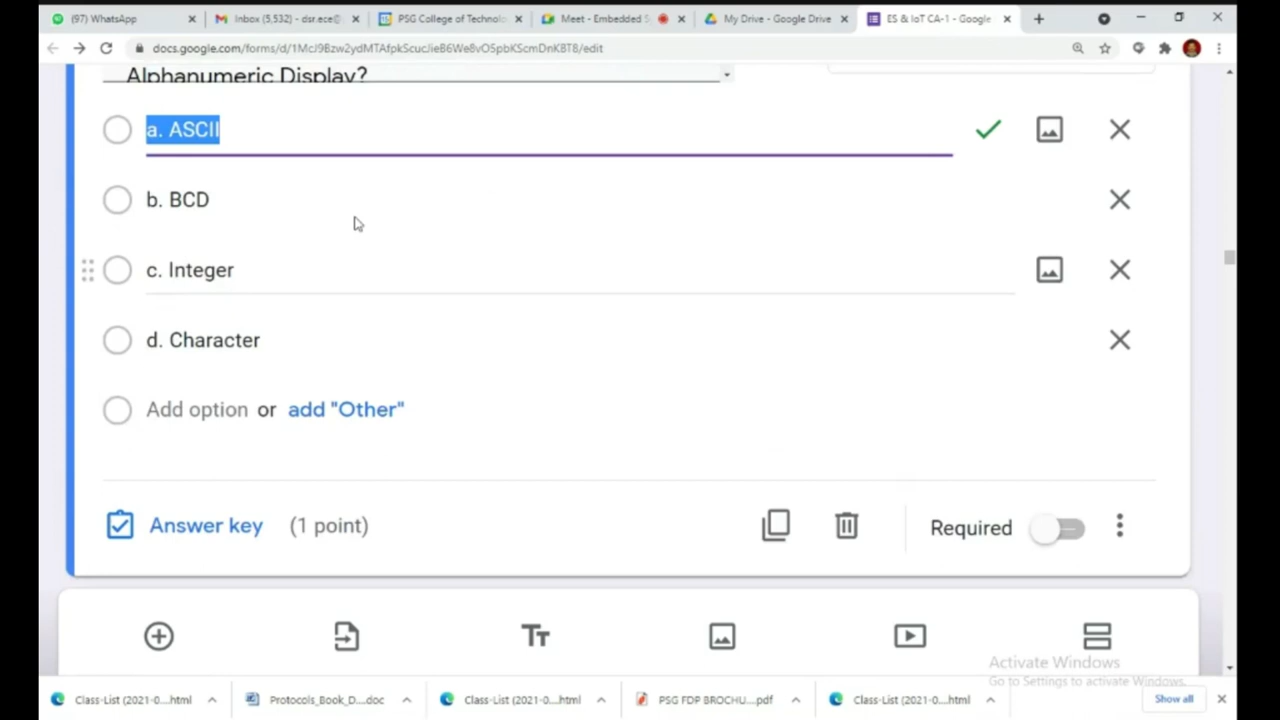 (97) WhatsApp
Inbox (5,532) - dsr.ece@
PSG College of Technolo
Meet - Embedded S
My Drive - Google Drive
ES & IoT CA-1 - Google
Alphanumeric Display?
a. ASCII
b. BCD
c. Integer
d. Character
Add option or add "Other"
Answer key (1 point)
Required
Tт
Activate Windows
Go to Settings to activate Windows.
Class-List (2021-0....html
Protocols_Book_D....doc
Class-List (2021-0....html
PSG FDP BROCHU....pdf
Class-List (2021-0....html
Show all